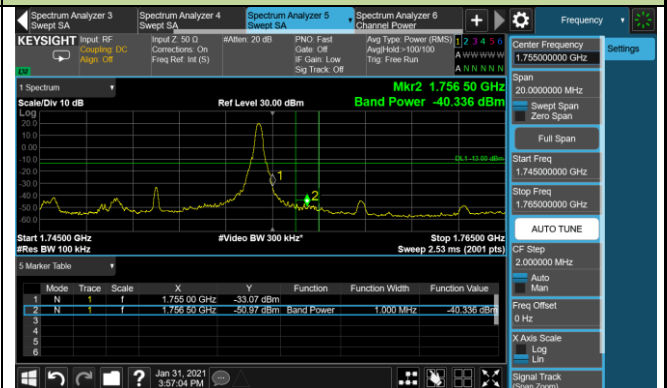 Spectrum Analyzer 3
Swept SA
Spectrum Analyzer 4
Swept SA
Spectrum Analyzer 5
Swept SA
Spectrum Analyzer 6
Channel Power
+
Frequency
KEYSIGHT
Input: RF
Coupling: DC
Align: Off
Input Z: 50 Ω
Corrections: On
Freq Ref: Int (S)
#Atten: 20 dB
PNO: Fast
Gate: Off
IF Gain: Low
Sig Track: Off
Avg Type: Power (RMS)
Avg|Hold:>100/100
Trig: Free Run
1 2 3 4 5 6
A W W W W W
A N N N N N
1 Spectrum
Scale/Div 10 dB
Ref Level 30.00 dBm
Mkr2 1.756 50 GHz
Band Power -40.336 dBm
Log
20.0
10.0
0.00
-10.0
-20.0
-30.0
-40.0
-50.0
-60.0
DL1 -13.00 dBm
1
2
Start 1.74500 GHz
#Res BW 100 kHz
#Video BW 300 kHz*
Stop 1.76500 GHz
Sweep 2.53 ms (2001 pts)
5 Marker Table
Mode Trace Scale X Y Function Function Width Function Value
1 N 1 f 1.755 00 GHz -33.07 dBm
2 N 1 f 1.756 50 GHz -50.97 dBm Band Power 1.000 MHz -40.336 dBm
3
4
5
6
Center Frequency
1.755000000 GHz
Settings
Span
20.0000000 MHz
Swept Span
Zero Span
Full Span
Start Freq
1.745000000 GHz
Stop Freq
1.765000000 GHz
AUTO TUNE
CF Step
2.000000 MHz
Auto
Man
Freq Offset
0 Hz
X Axis Scale
Log
Lin
Signal Track
(Span Zoom)
?
Jan 31, 2021
3:57:04 PM